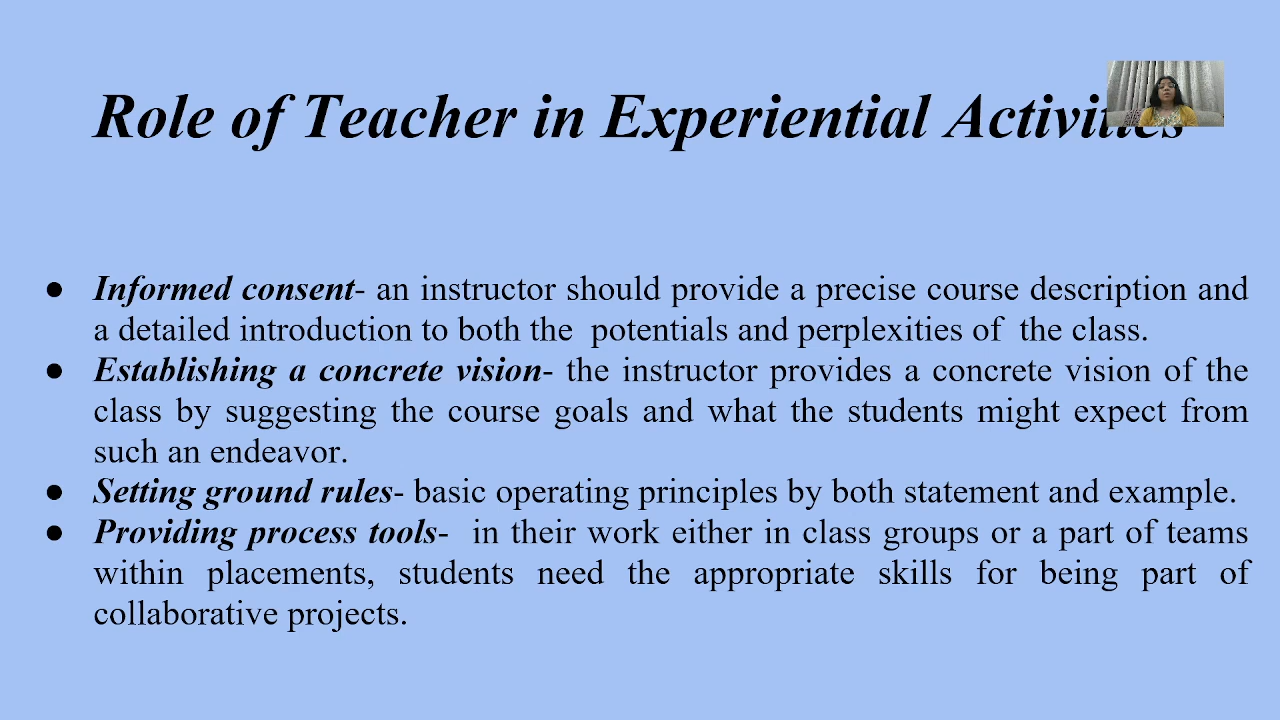 Role of Teacher in Experiential Activities
● Informed consent- an instructor should provide a precise course description and
a detailed introduction to both the potentials and perplexities of the class.
● Establishing a concrete vision- the instructor provides a concrete vision of the
class by suggesting the course goals and what the students might expect from
such an endeavor.
● Setting ground rules- basic operating principles by both statement and example.
● Providing process tools- in their work either in class groups or a part of teams
within placements, students need the appropriate skills for being part of
collaborative projects.